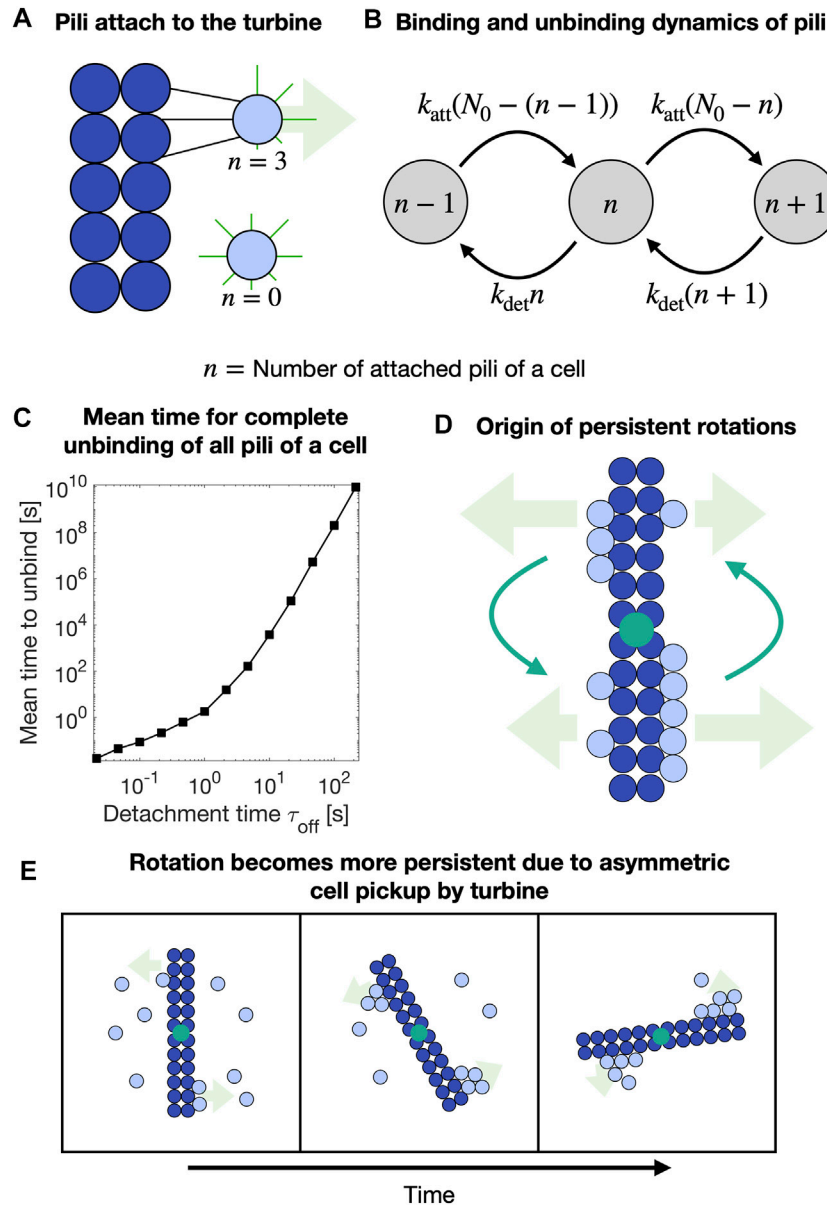 A Pili attach to the turbine
n = 3
n = 0
B Binding and unbinding dynamics of pili
k_att(N_0 − (n − 1))
k_att(N_0 − n)
n − 1
n
n + 1
k_det n
k_det(n + 1)
n = Number of attached pili of a cell
C Mean time for complete
unbinding of all pili of a cell
Mean time to unbind [s]
10^10
10^8
10^6
10^4
10^2
10^0
10^-1
10^0
10^1
10^2
Detachment time τ_off [s]
D Origin of persistent rotations
E Rotation becomes more persistent due to asymmetric
cell pickup by turbine
Time